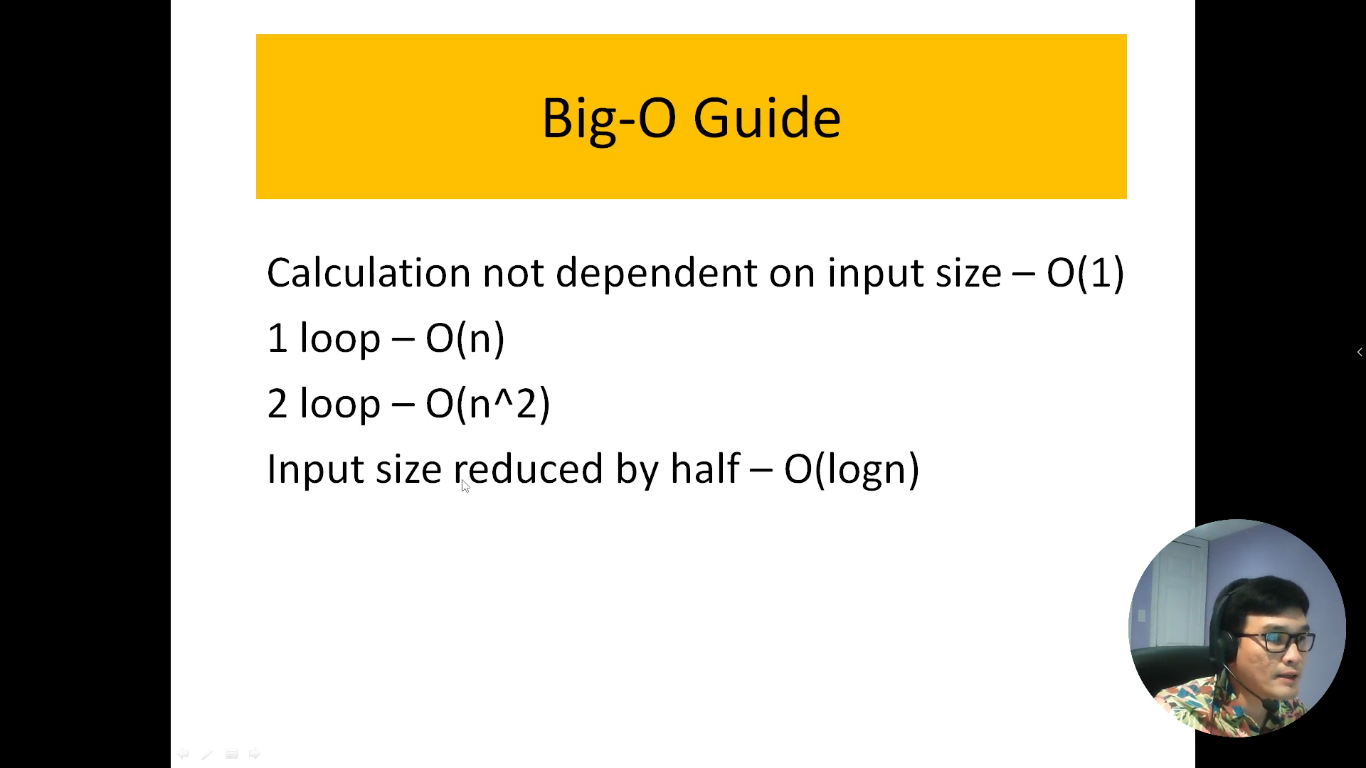 Big-O Guide
Calculation not dependent on input size – O(1)
1 loop – O(n)
2 loop – O(n^2)
Input size reduced by half – O(logn)